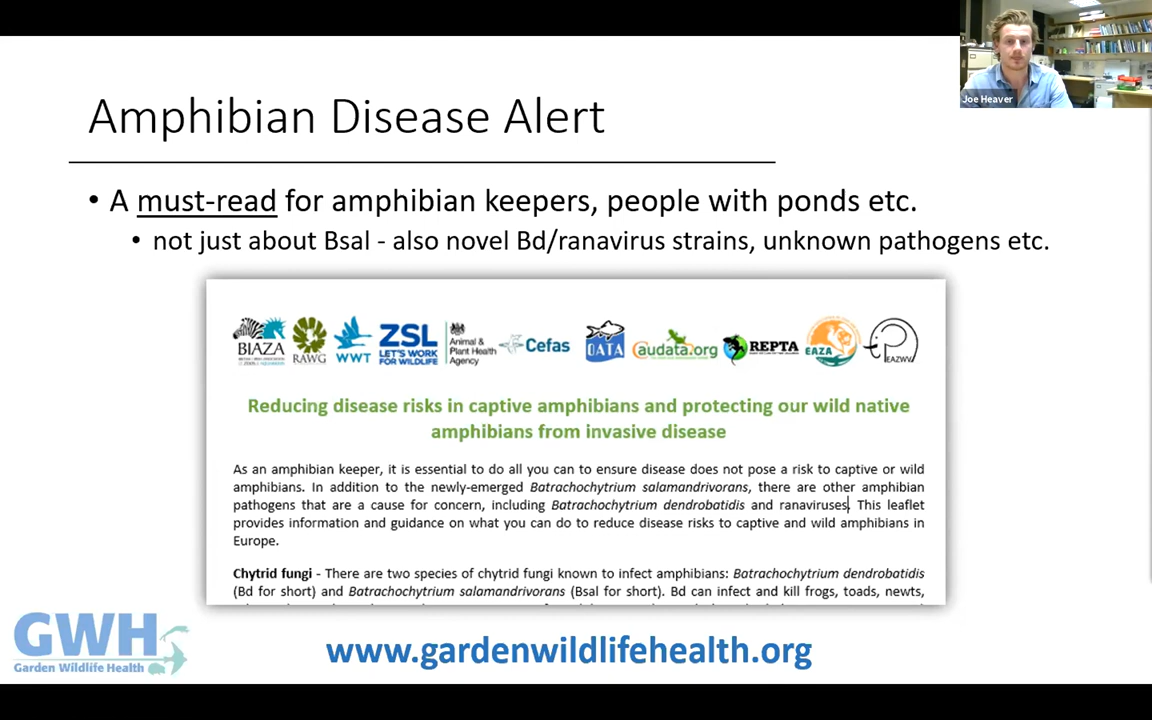 Joe Heaver
Amphibian Disease Alert
• A must-read for amphibian keepers, people with ponds etc.
• not just about Bsal - also novel Bd/ranavirus strains, unknown pathogens etc.
BIAZA
RAWG
WWT
ZSL
LET'S WORK
FOR WILDLIFE
Animal &
Plant Health
Agency
Cefas
OATA
audata.org
REPTA
EAZA
EAZWV
Reducing disease risks in captive amphibians and protecting our wild native
amphibians from invasive disease
As an amphibian keeper, it is essential to do all you can to ensure disease does not pose a risk to captive or wild
amphibians. In addition to the newly-emerged Batrachochytrium salamandrivorans, there are other amphibian
pathogens that are a cause for concern, including Batrachochytrium dendrobatidis and ranaviruses. This leaflet
provides information and guidance on what you can do to reduce disease risks to captive and wild amphibians in
Europe.
Chytrid fungi - There are two species of chytrid fungi known to infect amphibians: Batrachochytrium dendrobatidis
(Bd for short) and Batrachochytrium salamandrivorans (Bsal for short). Bd can infect and kill frogs, toads, newts,
GWH
Garden Wildlife Health
www.gardenwildlifehealth.org